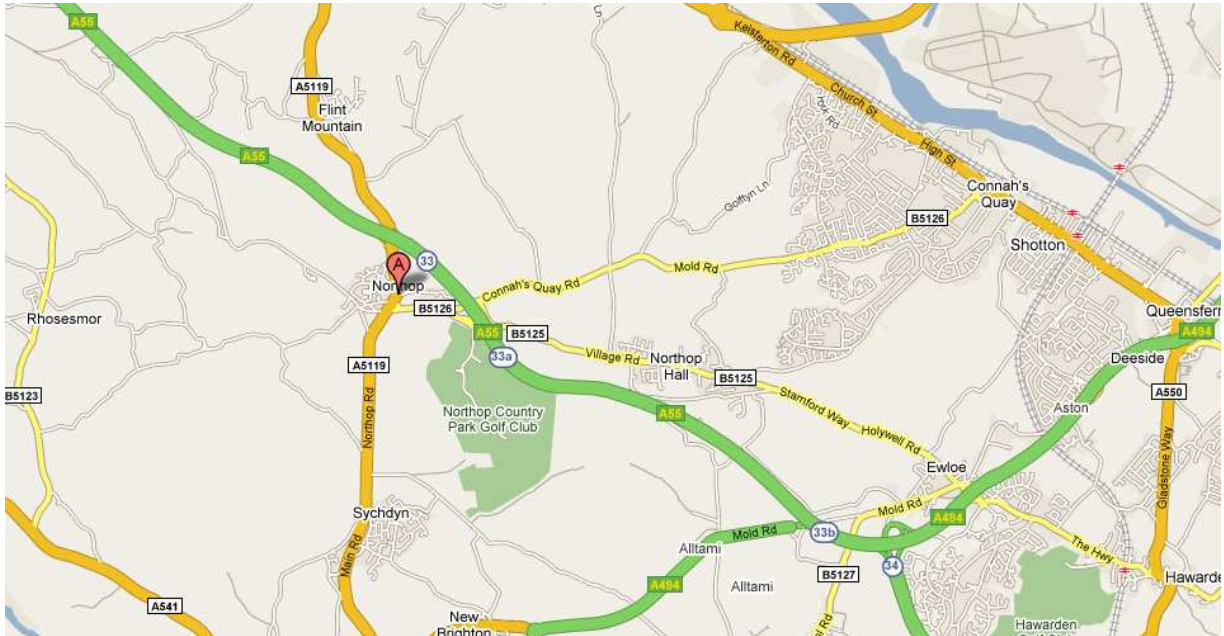 A55
Kelsterton Rd
Ln
A5119
Flint
Mountain
Church St
York Rd
High St
A55
Connah's
Quay
Golftyn Ln
B5126
Shotton
33
A
Northop
Mold Rd
Connah's Quay Rd
B5126
Rhosesmor
Queensferr
A494
A55
B5125
33a
Village Rd
Northop
Hall
Deeside
A5119
B5125
A550
B5123
Northop Rd
Stamford Way
Aston
Northop Country
Park Golf Club
A55
Holywell Rd
Gladstone Way
Ewloe
Sychdyn
Mold Rd
A494
Mold Rd
33b
Main Rd
Alltami
The Hwy
34
A494
Alltami
B5127
Hawarde
A541
New
Brighton
Hawarden